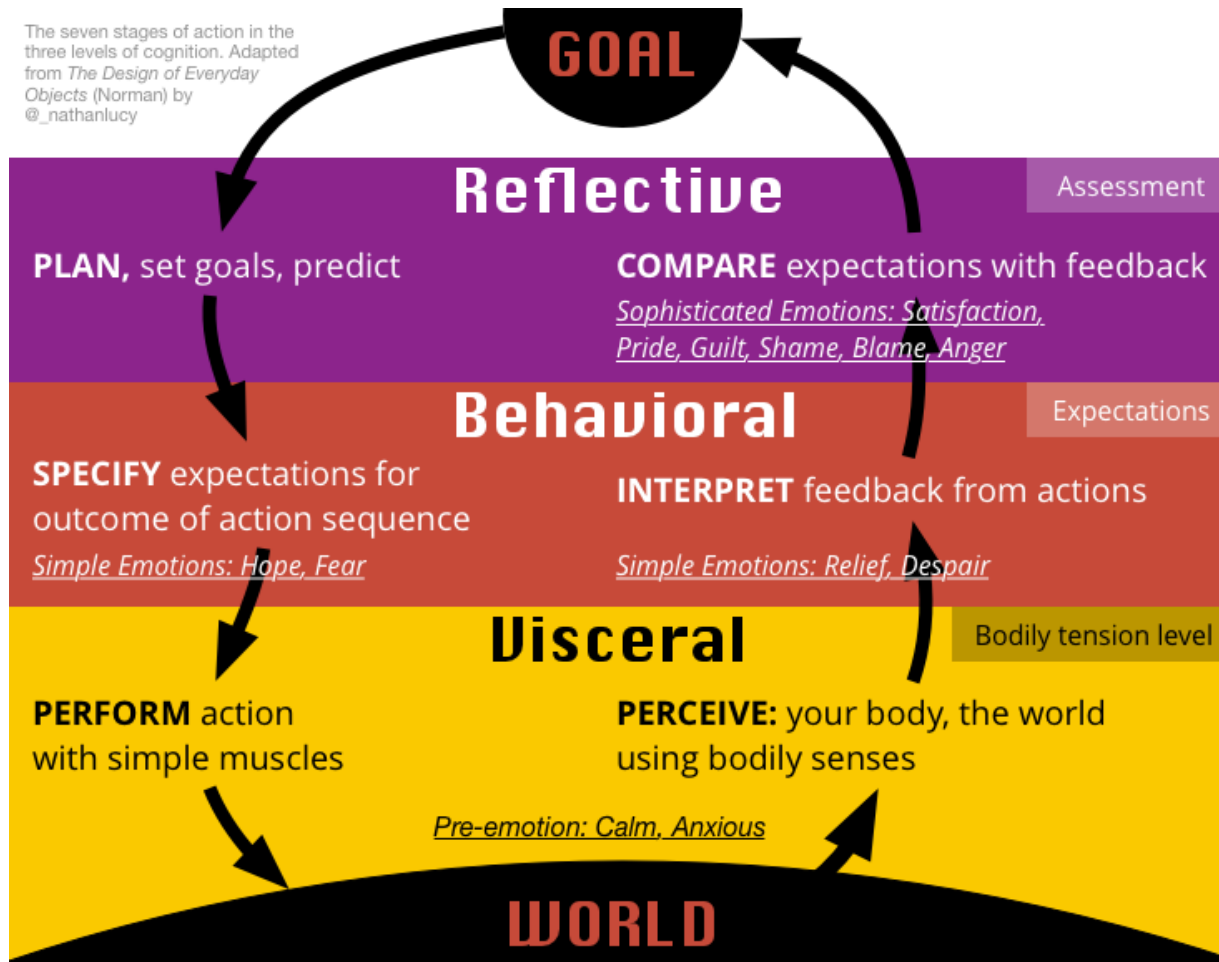 The seven stages of action in the
three levels of cognition. Adapted
from The Design of Everyday
Objects (Norman) by
@_nathanlucy
GOAL
Reflective
Assessment
PLAN, set goals, predict
COMPARE expectations with feedback
Sophisticated Emotions: Satisfaction,
Pride, Guilt, Shame, Blame, Anger
Behavioral
Expectations
SPECIFY expectations for
outcome of action sequence
Simple Emotions: Hope, Fear
INTERPRET feedback from actions
Simple Emotions: Relief, Despair
Visceral
Bodily tension level
PERFORM action
with simple muscles
PERCEIVE: your body, the world
using bodily senses
Pre-emotion: Calm, Anxious
WORLD